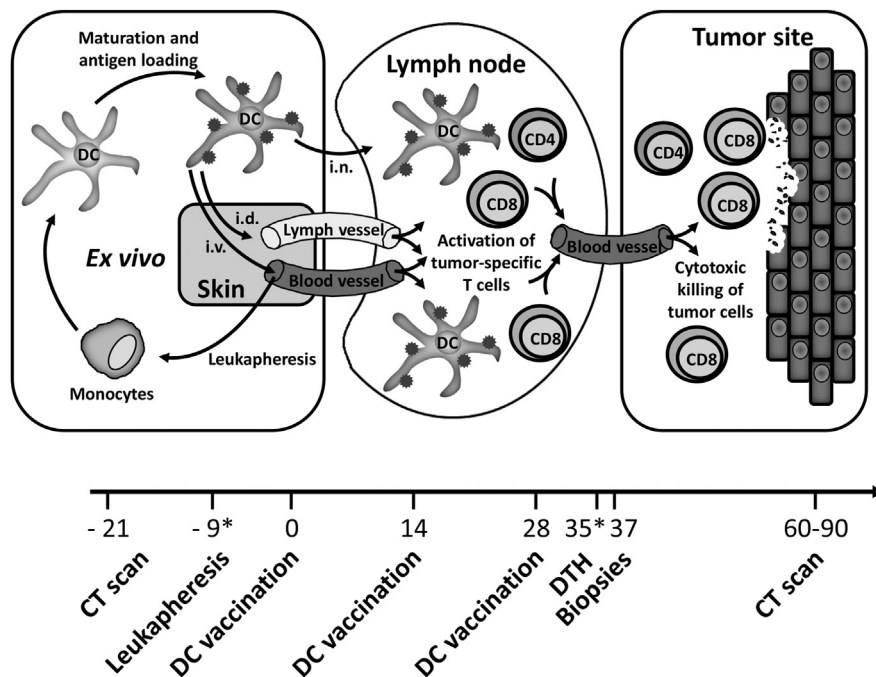 Maturation and
antigen loading
DC
DC
i.n.
i.d.
i.v.
Ex vivo
Skin
Lymph vessel
Blood vessel
Leukapheresis
Monocytes
Lymph node
DC
CD4
CD8
Activation of
tumor-specific
T cells
DC
CD8
Blood vessel
Tumor site
CD4
CD8
CD8
Cytotoxic
killing of
tumor cells
CD8
- 21
- 9*
0
14
28
35*
37
60-90
CT scan
Leukapheresis
DC vaccination
DC vaccination
DC vaccination
DTH
Biopsies
CT scan